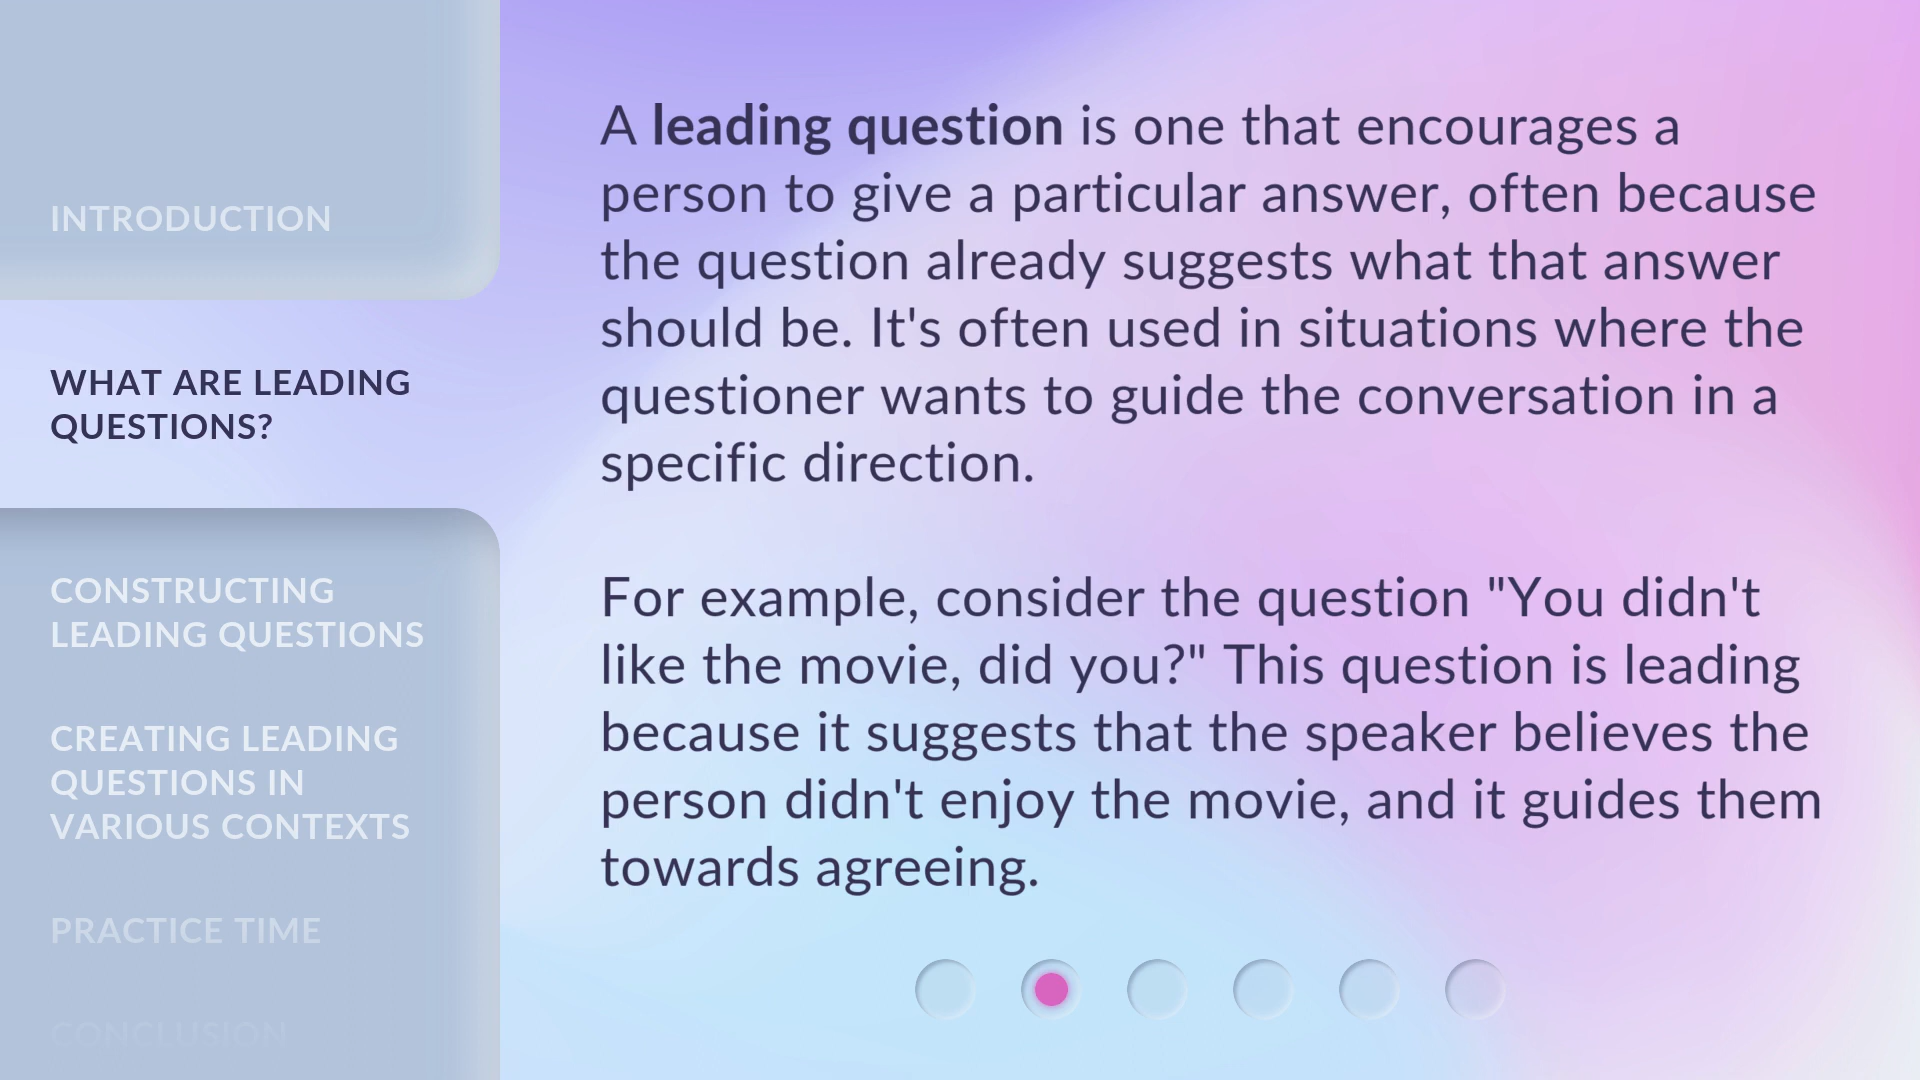 INTRODUCTION
WHAT ARE LEADING
QUESTIONS?
CONSTRUCTING
LEADING QUESTIONS
CREATING LEADING
QUESTIONS IN
VARIOUS CONTEXTS
PRACTICE TIME
CONCLUSION
A leading question is one that encourages a
person to give a particular answer, often because
the question already suggests what that answer
should be. It's often used in situations where the
questioner wants to guide the conversation in a
specific direction.
For example, consider the question "You didn't
like the movie, did you?" This question is leading
because it suggests that the speaker believes the
person didn't enjoy the movie, and it guides them
towards agreeing.